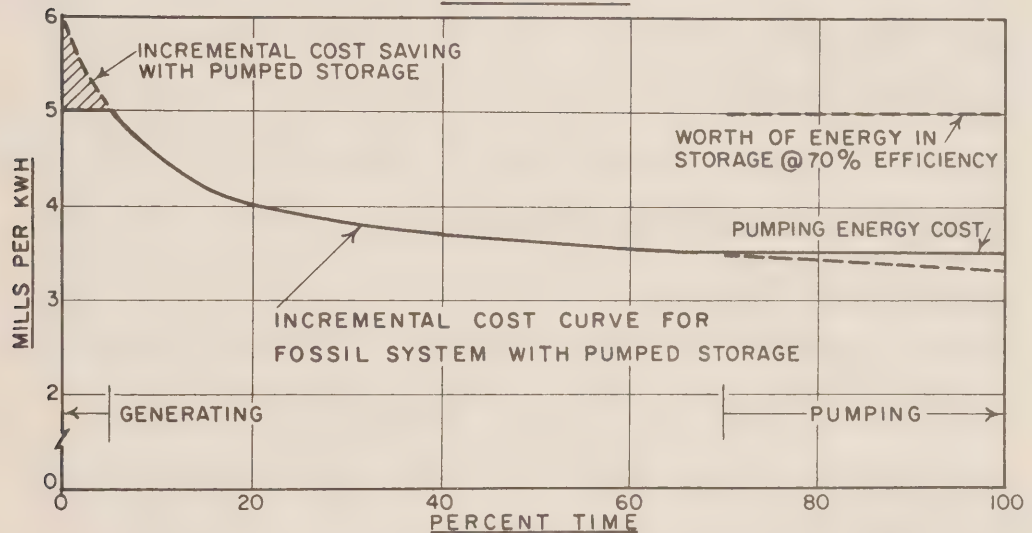 6
INCREMENTAL COST SAVING
WITH PUMPED STORAGE
5
WORTH OF ENERGY IN
STORAGE @ 70% EFFICIENCY
4
PUMPING ENERGY COST
MILLS PER KWH
3
INCREMENTAL COST CURVE FOR
FOSSIL SYSTEM WITH PUMPED STORAGE
2
GENERATING
PUMPING
0
0 20 40 60 80 100
PERCENT TIME